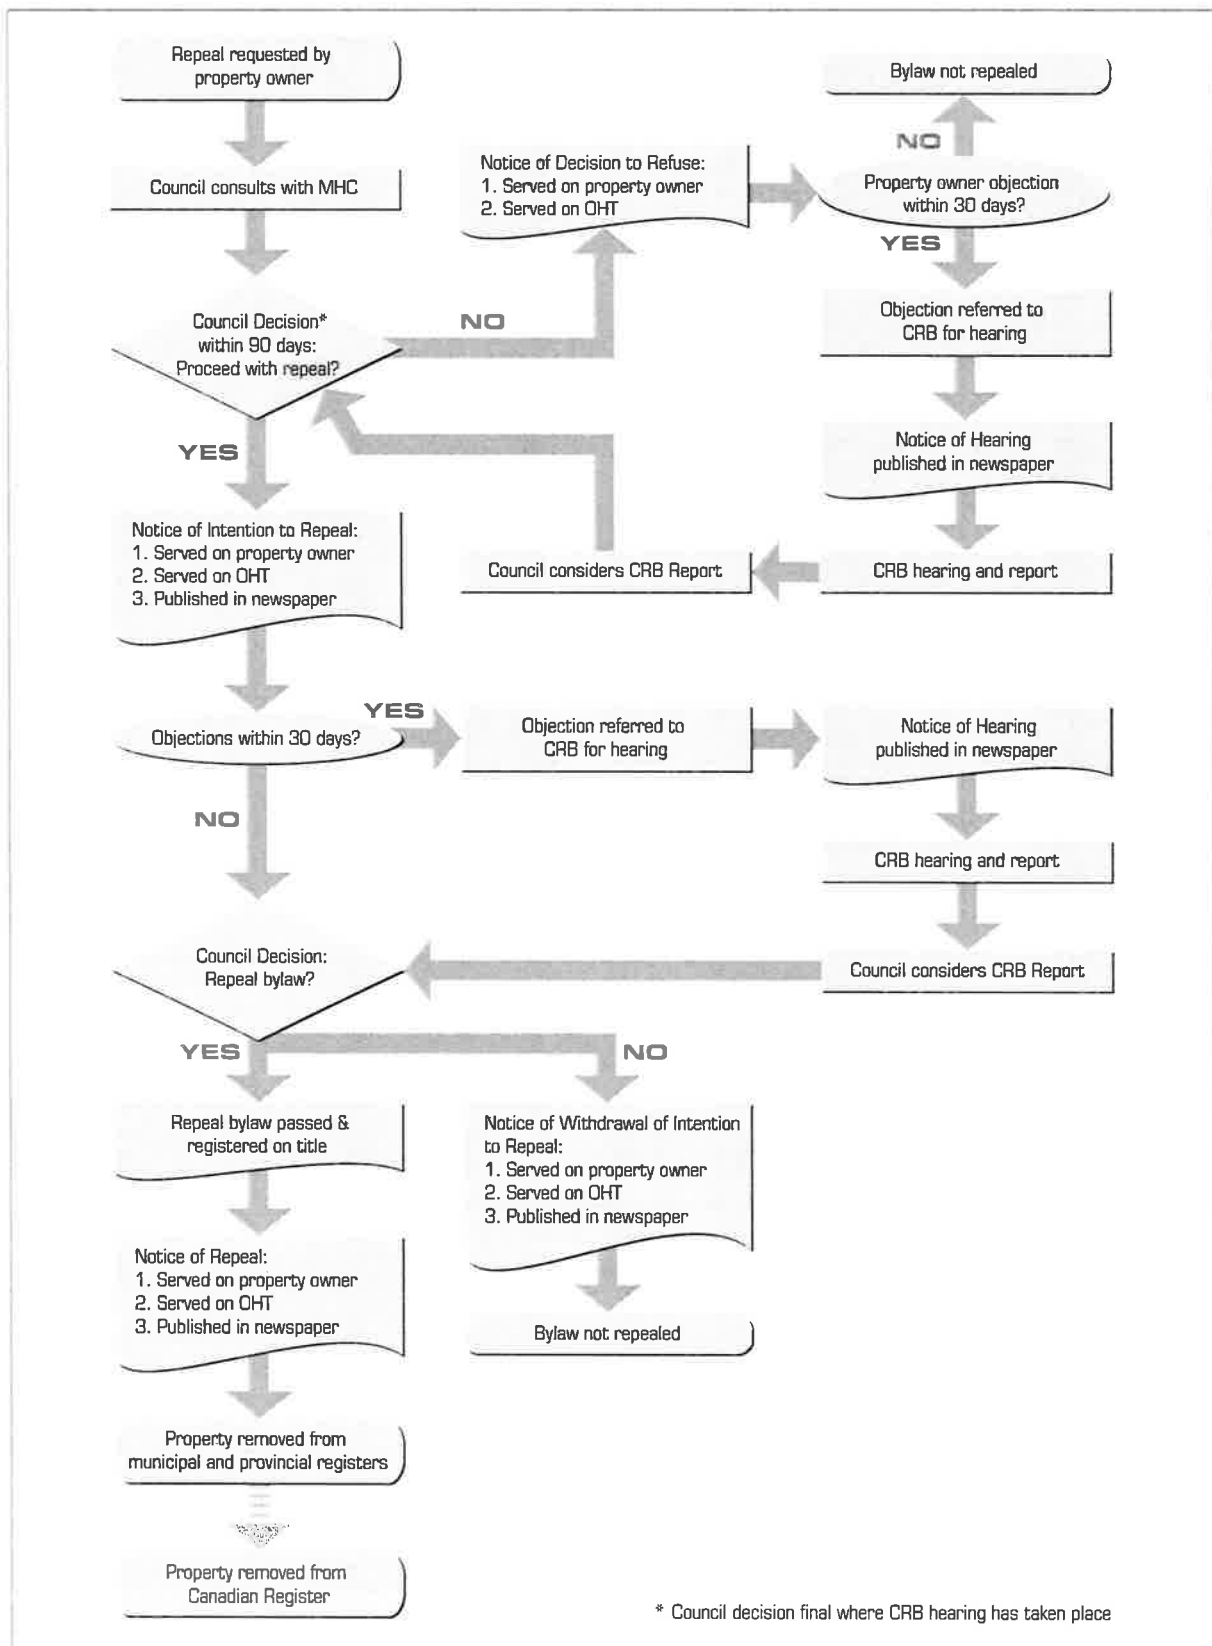 Repeal requested by
property owner
Council consults with MHC
Council Decision*
within 90 days:
Proceed with repeal?
NO
Notice of Decision to Refuse:
1. Served on property owner
2. Served on OHT
Property owner objection
within 30 days?
NO
Bylaw not repealed
YES
Objection referred to
CRB for hearing
Notice of Hearing
published in newspaper
CRB hearing and report
Council considers CRB Report
YES
Notice of Intention to Repeal:
1. Served on property owner
2. Served on OHT
3. Published in newspaper
Objections within 30 days?
YES
Objection referred to
CRB for hearing
Notice of Hearing
published in newspaper
CRB hearing and report
Council considers CRB Report
NO
Council Decision:
Repeal bylaw?
YES
Repeal bylaw passed &
registered on title
Notice of Repeal:
1. Served on property owner
2. Served on OHT
3. Published in newspaper
Property removed from
municipal and provincial registers
Property removed from
Canadian Register
NO
Notice of Withdrawal of Intention
to Repeal:
1. Served on property owner
2. Served on OHT
3. Published in newspaper
Bylaw not repealed
* Council decision final where CRB hearing has taken place